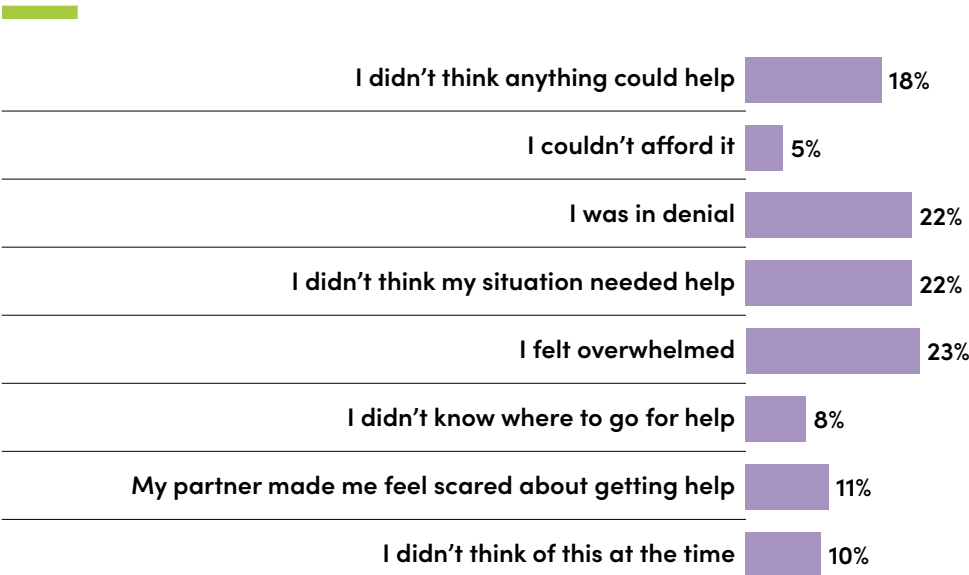 I didn’t think anything could help 18%
I couldn’t afford it 5%
I was in denial 22%
I didn’t think my situation needed help 22%
I felt overwhelmed 23%
I didn’t know where to go for help 8%
My partner made me feel scared about getting help 11%
I didn’t think of this at the time 10%